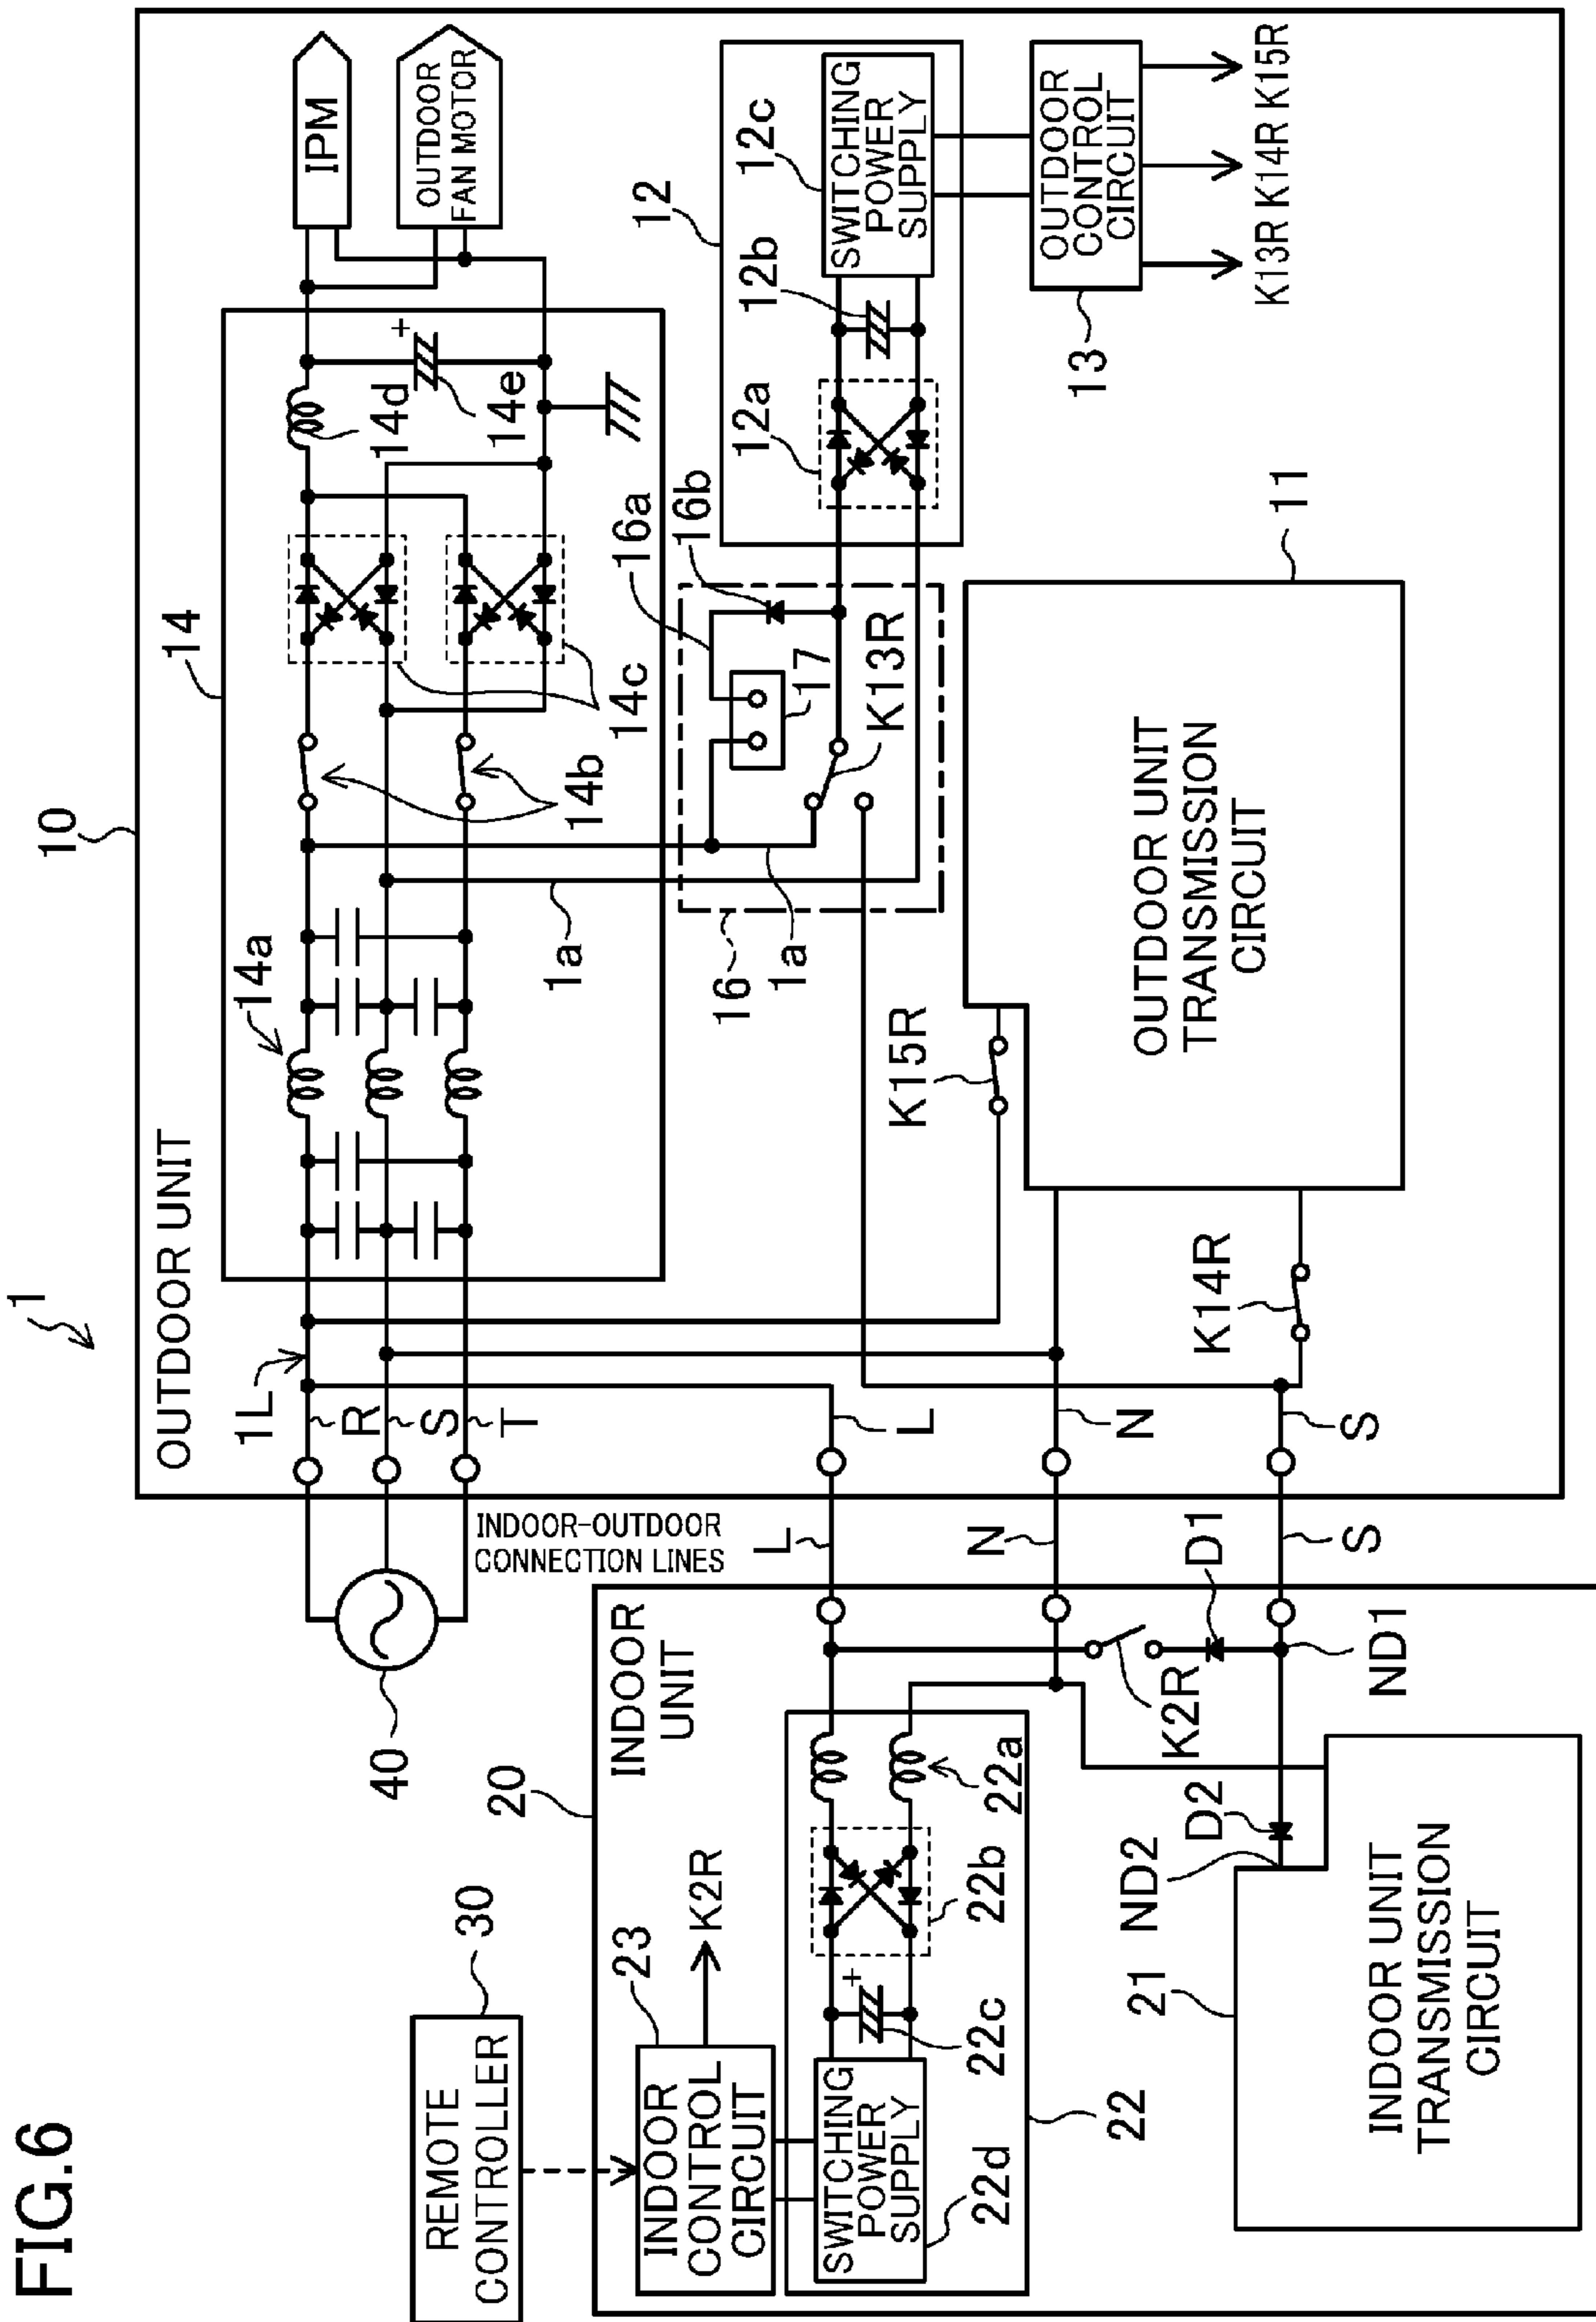 FIG.6
1
10
OUTDOOR UNIT
14
IPM
OUTDOOR
FAN MOTOR
14a
14b
14c
14d
+
14e
1L
R
S
T
40
INDOOR-OUTDOOR
CONNECTION LINES
1a
16
1a
16a
16b
17
K13R
12
12a
12b
12c
SWITCHING
POWER
SUPPLY
OUTDOOR
CONTROL
CIRCUIT
13
K13R
K14R
K15R
K15R
11
OUTDOOR UNIT
TRANSMISSION
CIRCUIT
K14R
L
N
S
L
N
S
REMOTE
CONTROLLER
30
20
INDOOR
UNIT
23
INDOOR
CONTROL
CIRCUIT
K2R
SWITCHING
POWER
SUPPLY
22d
+
22c
22b
22a
22
K2R
D1
ND1
D2
ND2
21
INDOOR UNIT
TRANSMISSION
CIRCUIT